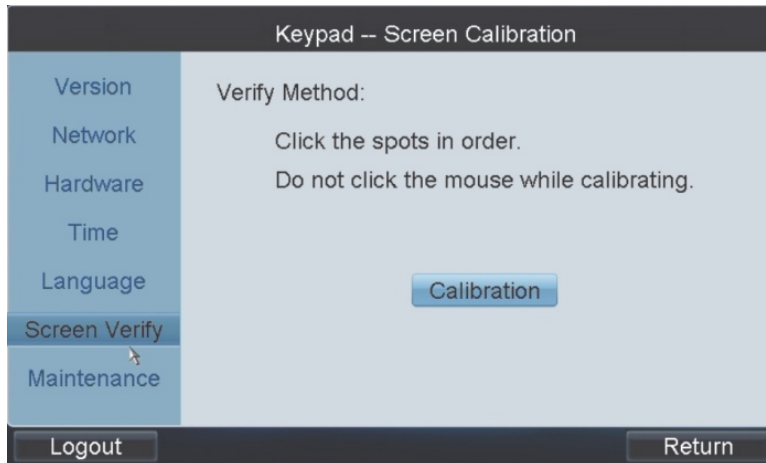 Keypad -- Screen Calibration
Version
Network
Hardware
Time
Language
Screen Verify
Maintenance
Verify Method:
Click the spots in order.
Do not click the mouse while calibrating.
Calibration
Logout
Return